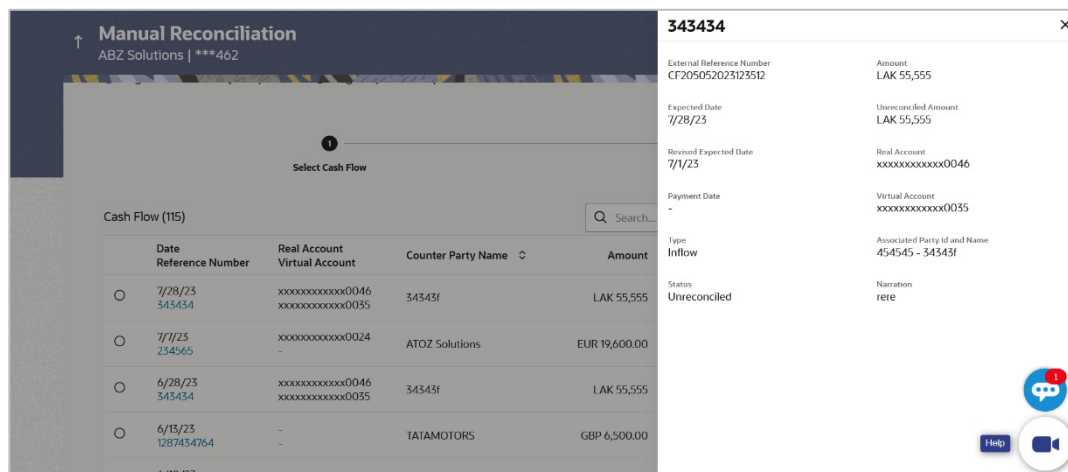 Manual Reconciliation
ABZ Solutions | ***462
1
Select Cash Flow
Cash Flow (115)
Search...
Date
Reference Number
Real Account
Virtual Account
Counter Party Name
Amount
7/28/23
343434
xxxxxxxxxxxx0046
xxxxxxxxxxxx0035
34343f
LAK 55,555
7/7/23
234565
xxxxxxxxxxxx0024
-
ATOZ Solutions
EUR 19,600.00
6/28/23
343434
xxxxxxxxxxxx0046
xxxxxxxxxxxx0035
34343f
LAK 55,555
6/13/23
1287434764
-
-
TATAMOTORS
GBP 6,500.00
343434
External Reference Number
CF205052023123512
Amount
LAK 55,555
Expected Date
7/28/23
Unreconciled Amount
LAK 55,555
Revised Expected Date
7/1/23
Real Account
xxxxxxxxxxxx0046
Payment Date
-
Virtual Account
xxxxxxxxxxxx0035
Type
Inflow
Associated Party Id and Name
454545 - 34343f
Status
Unreconciled
Narration
rere
1
Help